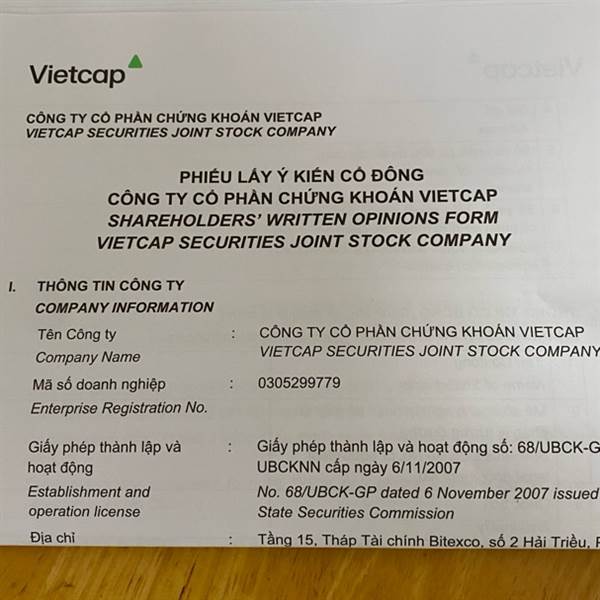 Vietcap
CÔNG TY CỔ PHẦN CHỨNG KHOÁN VIETCAP
VIETCAP SECURITIES JOINT STOCK COMPANY
PHIẾU LẤY Ý KIẾN CỔ ĐÔNG
CÔNG TY CỔ PHẦN CHỨNG KHOÁN VIETCAP
SHAREHOLDERS' WRITTEN OPINIONS FORM
VIETCAP SECURITIES JOINT STOCK COMPANY
I. THÔNG TIN CÔNG TY
COMPANY INFORMATION
Tên Công ty : CÔNG TY CỔ PHẦN CHỨNG KHOÁN VIETCAP
Company Name VIETCAP SECURITIES JOINT STOCK COMPANY
Mã số doanh nghiệp : 0305299779
Enterprise Registration No.
Giấy phép thành lập và : Giấy phép thành lập và hoạt động số: 68/UBCK-G
hoạt động UBCKNN cấp ngày 6/11/2007
Establishment and No. 68/UBCK-GP dated 6 November 2007 issued
operation license State Securities Commission
Địa chỉ : Tầng 15, Tháp Tài chính Bitexco, số 2 Hải Triều,